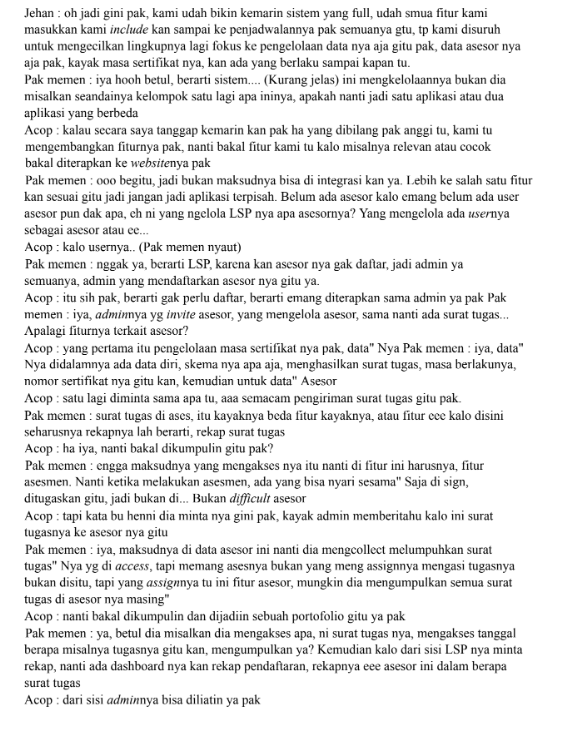 Jehan : oh jadi gini pak, kami udah bikin kemarin sistem yang full, udah smua fitur kami
masukkan kami include kan sampai ke penjadwalannya pak semuanya gtu, tp kami disuruh
untuk mengecilkan lingkupnya lagi fokus ke pengelolaan data nya aja gitu pak, data asesor nya
aja pak, kayak masa sertifikat nya, kan ada yang berlaku sampai kapan tu.
Pak memen : iya hooh betul, berarti sistem.... (Kurang jelas) ini mengkelolaannya bukan dia
misalkan seandainya kelompok satu lagi apa ininya, apakah nanti jadi satu aplikasi atau dua
aplikasi yang berbeda
Acop : kalau secara saya tanggap kemarin kan pak ha yang dibilang pak anggi tu, kami tu
mengembangkan fiturnya pak, nanti bakal fitur kami tu kalo misalnya relevan atau cocok
bakal diterapkan ke websitenya pak
Pak memen : ooo begitu, jadi bukan maksudnya bisa di integrasi kan ya. Lebih ke salah satu fitur
kan sesuai gitu jadi jangan jadi aplikasi terpisah. Belum ada asesor kalo emang belum ada user
asesor pun dak apa, eh ni yang ngelola LSP nya apa asesornya? Yang mengelola ada usernya
sebagai asesor atau ee...
Acop : kalo usernya.. (Pak memen nyaut)
Pak memen : nggak ya, berarti LSP, karena kan asesor nya gak daftar, jadi admin ya
semuanya, admin yang mendaftarkan asesor nya gitu ya.
Acop : itu sih pak, berarti gak perlu daftar, berarti emang diterapkan sama admin ya pak Pak
memen : iya, adminnya yg invite asesor, yang mengelola asesor, sama nanti ada surat tugas...
Apalagi fiturnya terkait asesor?
Acop : yang pertama itu pengelolaan masa sertifikat nya pak, data" Nya Pak memen : iya, data"
Nya didalamnya ada data diri, skema nya apa aja, menghasilkan surat tugas, masa berlakunya,
nomor sertifikat nya gitu kan, kemudian untuk data" Asesor
Acop : satu lagi diminta sama apa tu, aaa semacam pengiriman surat tugas gitu pak.
Pak memen : surat tugas di ases, itu kayaknya beda fitur kayaknya, atau fitur eee kalo disini
seharusnya rekapnya lah berarti, rekap surat tugas
Acop : ha iya, nanti bakal dikumpulin gitu pak?
Pak memen : engga maksudnya yang mengakses nya itu nanti di fitur ini harusnya, fitur
asesmen. Nanti ketika melakukan asesmen, ada yang bisa nyari sesama" Saja di sign,
ditugaskan gitu, jadi bukan di... Bukan difficult asesor
Acop : tapi kata bu henni dia minta nya gini pak, kayak admin memberitahu kalo ini surat
tugasnya ke asesor nya gitu
Pak memen : iya, maksudnya di data asesor ini nanti dia mengcollect melumpuhkan surat
tugas" Nya yg di access, tapi memang asesnya bukan yang meng assignnya mengasi tugasnya
bukan disitu, tapi yang assignnya tu ini fitur asesor, mungkin dia mengumpulkan semua surat
tugas di asesor nya masing"
Acop : nanti bakal dikumpulin dan dijadiin sebuah portofolio gitu ya pak
Pak memen : ya, betul dia misalkan dia mengakses apa, ni surat tugas nya, mengakses tanggal
berapa misalnya tugasnya gitu kan, mengumpulkan ya? Kemudian kalo dari sisi LSP nya minta
rekap, nanti ada dashboard nya kan rekap pendaftaran, rekapnya eee asesor ini dalam berapa
surat tugas
Acop : dari sisi adminnya bisa diliatin ya pak